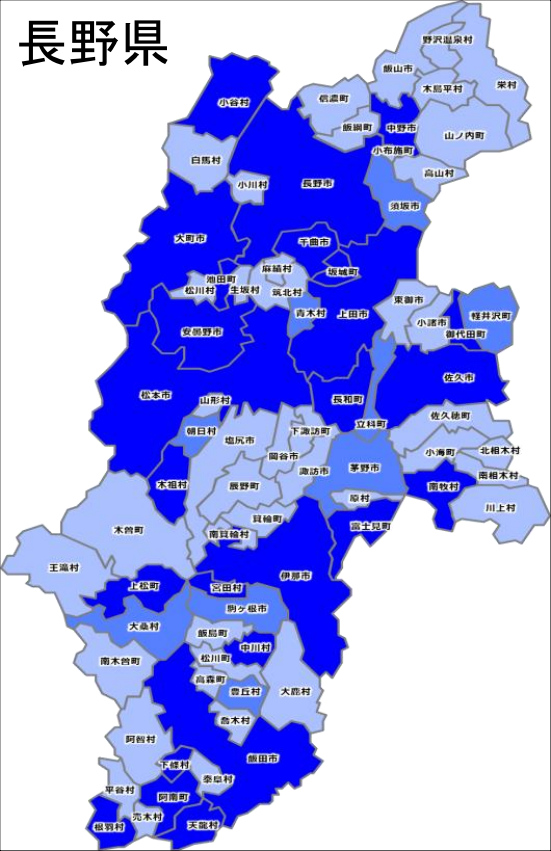 長野県
野沢温泉村
飯山市
栄村
木島平村
小谷村
信濃町
飯綱町
中野市
山ノ内町
小布施町
白馬村
高山村
小川村
長野市
須坂市
大町市
千曲市
麻績村
坂城町
池田町
松川村
生坂村
筑北村
東御市
青木村
上田市
小諸市
軽井沢町
御代田町
安曇野市
佐久市
松本市
山形村
長和町
佐久穂町
立科町
朝日村
塩尻市
下諏訪町
岡谷市
小海町
北相木村
諏訪市
茅野市
南相木村
木祖村
辰野町
南牧村
原村
川上村
箕輪町
富士見町
木曽町
南箕輪村
王滝村
伊那市
上松町
宮田村
駒ヶ根市
大桑村
飯島町
中川村
南木曽町
松川町
高森町
豊丘村
大鹿村
喬木村
阿智村
飯田市
下條村
泰阜村
平谷村
阿南町
売木村
根羽村
天龍村